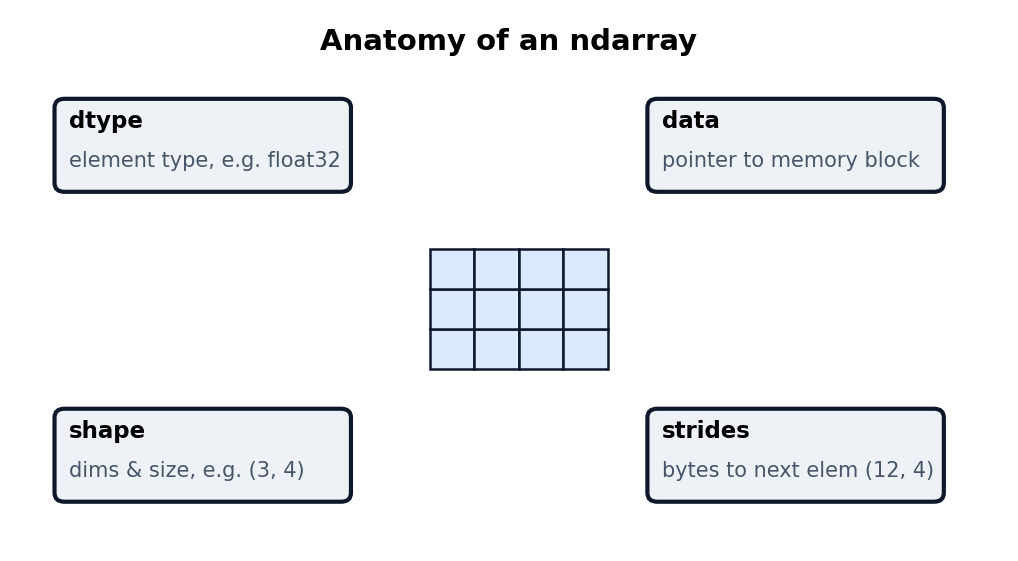 Anatomy of an ndarray
dtype
element type, e.g. float32
data
pointer to memory block
shape
dims & size, e.g. (3, 4)
strides
bytes to next elem (12, 4)